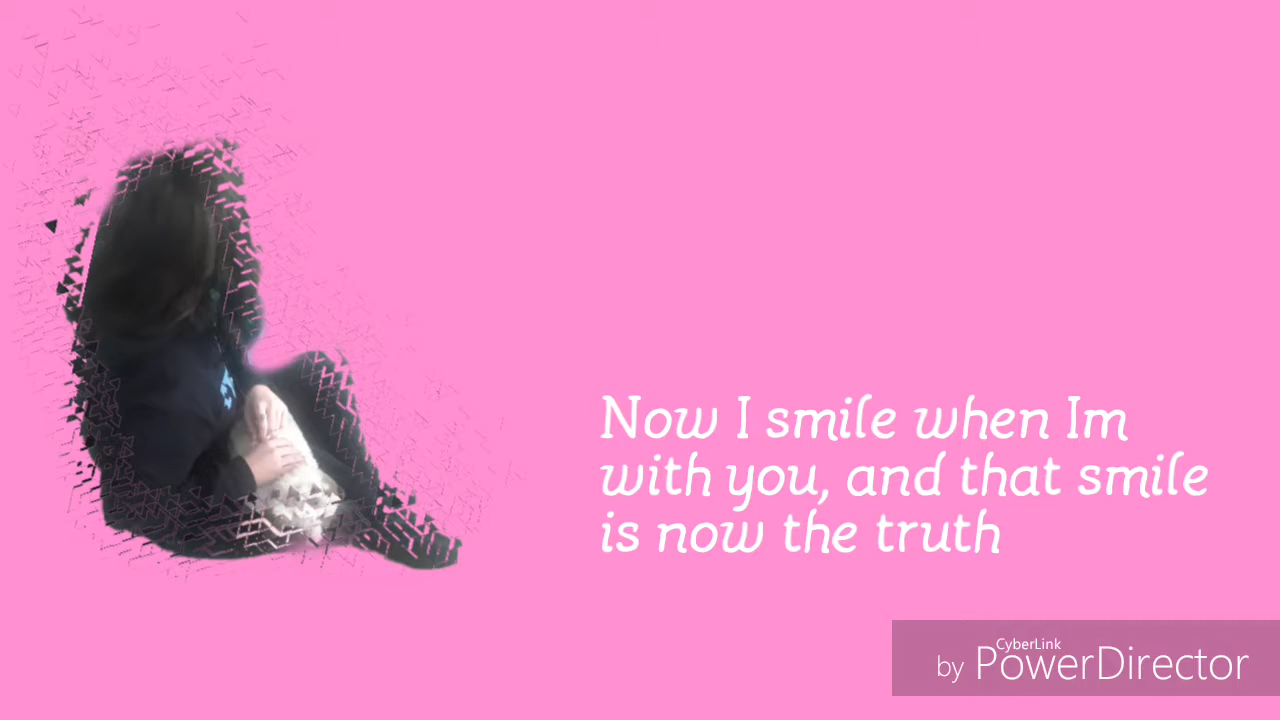 Now I smile when Im
with you, and that smile
is now the truth
CyberLink
by PowerDirector